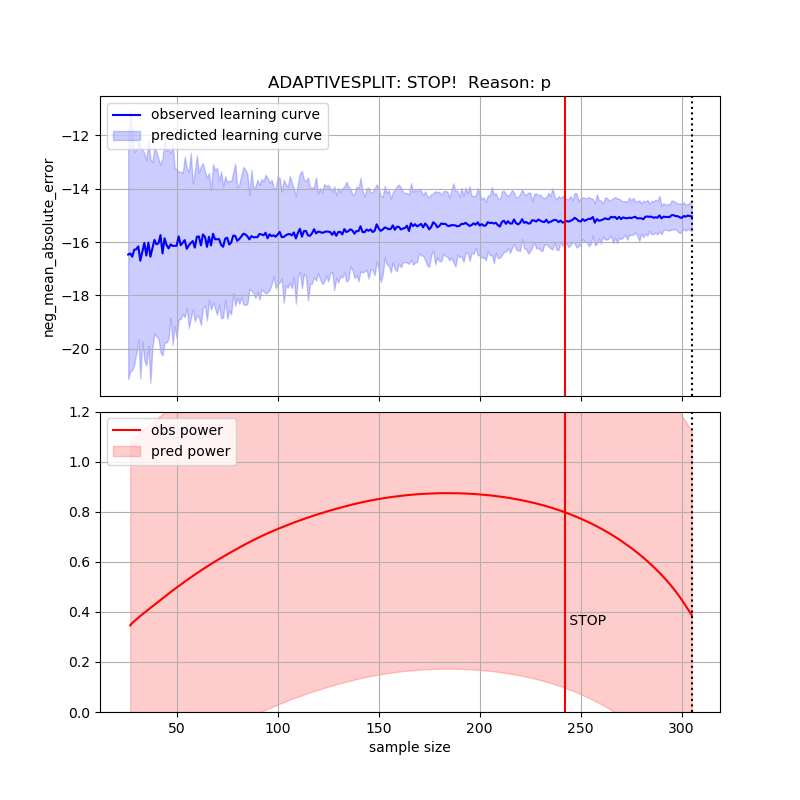 ADAPTIVESPLIT: STOP!  Reason: p
observed learning curve
predicted learning curve
neg_mean_absolute_error
−12
−14
−16
−18
−20
obs power
pred power
1.2
1.0
0.8
0.6
0.4
0.2
0.0
STOP
50
100
150
200
250
300
sample size